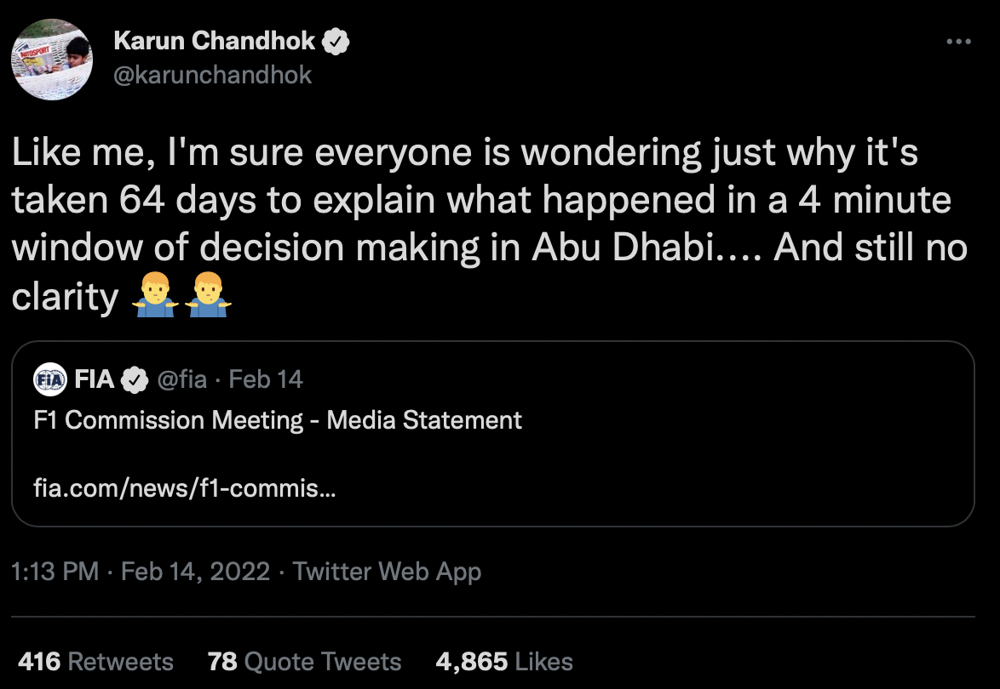 Karun Chandhok
@karunchandhok
AUTOSPORT
Like me, I'm sure everyone is wondering just why it's
taken 64 days to explain what happened in a 4 minute
window of decision making in Abu Dhabi.... And still no
clarity 🤷‍♂️🤷‍♂️
FiA FIA @fia · Feb 14
F1 Commission Meeting - Media Statement
fia.com/news/f1-commis...
1:13 PM · Feb 14, 2022 · Twitter Web App
416 Retweets 78 Quote Tweets 4,865 Likes